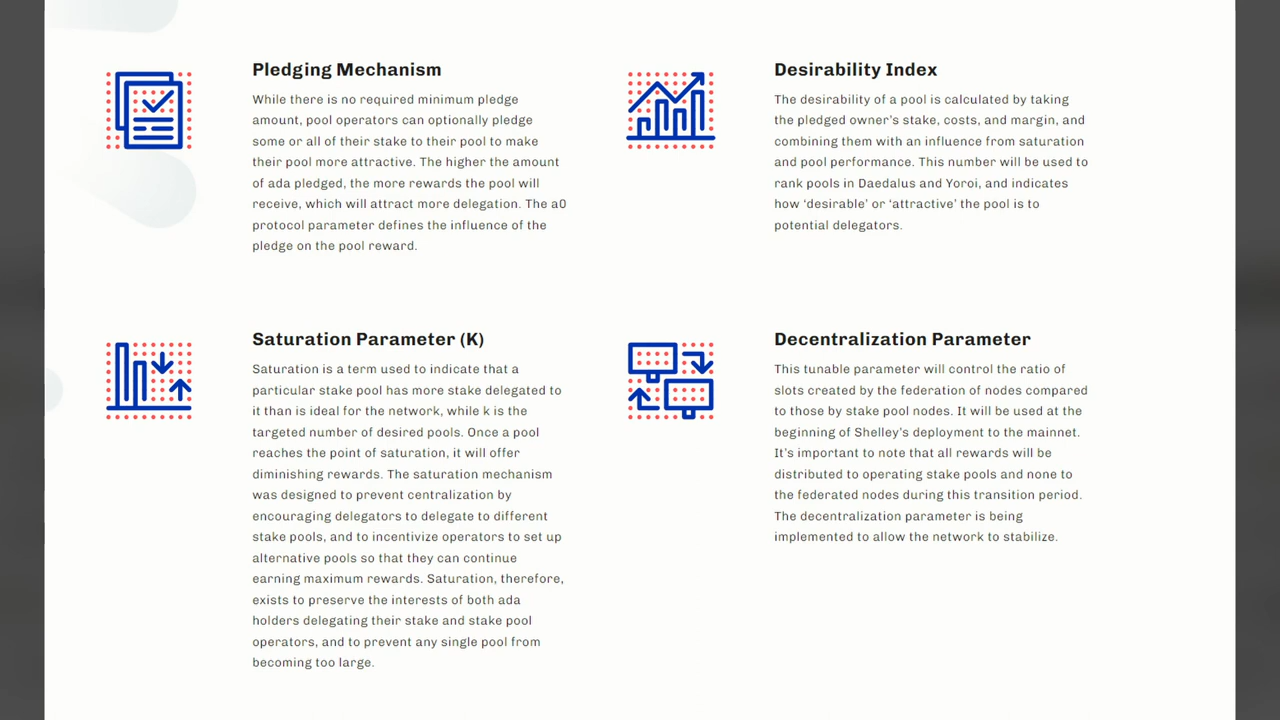 Pledging Mechanism
While there is no required minimum pledge
amount, pool operators can optionally pledge
some or all of their stake to their pool to make
their pool more attractive. The higher the amount
of ada pledged, the more rewards the pool will
receive, which will attract more delegation. The a0
protocol parameter defines the influence of the
pledge on the pool reward.
Desirability Index
The desirability of a pool is calculated by taking
the pledged owner's stake, costs, and margin, and
combining them with an influence from saturation
and pool performance. This number will be used to
rank pools in Daedalus and Yoroi, and indicates
how ‘desirable’ or ‘attractive’ the pool is to
potential delegators.
Saturation Parameter (K)
Saturation is a term used to indicate that a
particular stake pool has more stake delegated to
it than is ideal for the network, while k is the
targeted number of desired pools. Once a pool
reaches the point of saturation, it will offer
diminishing rewards. The saturation mechanism
was designed to prevent centralization by
encouraging delegators to delegate to different
stake pools, and to incentivize operators to set up
alternative pools so that they can continue
earning maximum rewards. Saturation, therefore,
exists to preserve the interests of both ada
holders delegating their stake and stake pool
operators, and to prevent any single pool from
becoming too large.
Decentralization Parameter
This tunable parameter will control the ratio of
slots created by the federation of nodes compared
to those by stake pool nodes. It will be used at the
beginning of Shelley's deployment to the mainnet.
It's important to note that all rewards will be
distributed to operating stake pools and none to
the federated nodes during this transition period.
The decentralization parameter is being
implemented to allow the network to stabilize.